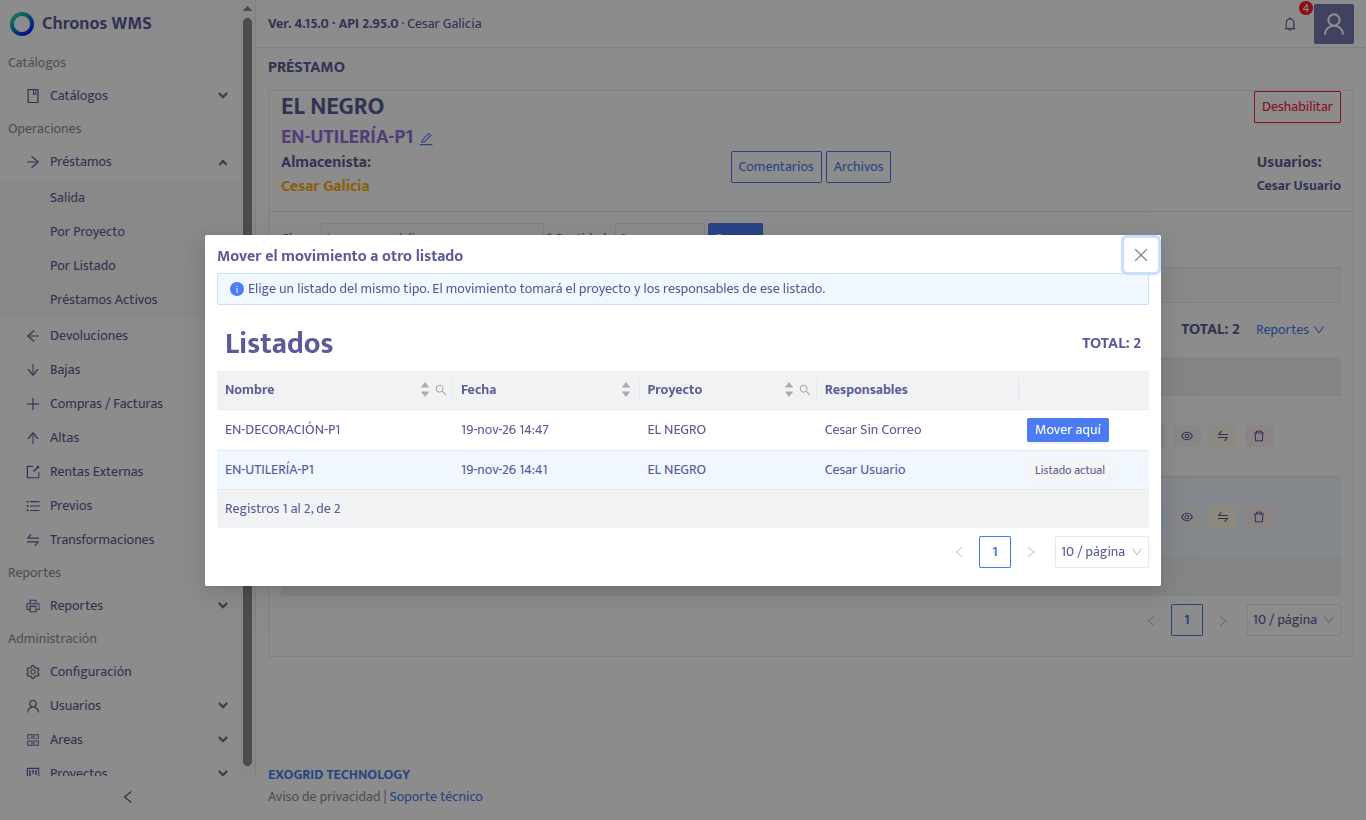 Chronos WMS
Ver. 4.15.0 · API 2.95.0 · Cesar Galicia
4
Catálogos
Catálogos
Operaciones
Préstamos
Salida
Por Proyecto
Por Listado
Préstamos Activos
Devoluciones
Bajas
Compras / Facturas
Altas
Rentas Externas
Previos
Transformaciones
Reportes
Reportes
Administración
Configuración
Usuarios
Areas
Proyectos
PRÉSTAMO
EL NEGRO
Deshabilitar
EN-UTILERÍA-P1
Almacenista:
Cesar Galicia
Comentarios
Archivos
Usuarios:
Cesar Usuario
TOTAL: 2
Reportes
Mover el movimiento a otro listado
Elige un listado del mismo tipo. El movimiento tomará el proyecto y los responsables de ese listado.
Listados
TOTAL: 2
Nombre Fecha Proyecto Responsables
EN-DECORACIÓN-P1 19-nov-26 14:47 EL NEGRO Cesar Sin Correo Mover aquí
EN-UTILERÍA-P1 19-nov-26 14:41 EL NEGRO Cesar Usuario Listado actual
Registros 1 al 2, de 2
1 10 / página
1 10 / página
EXOGRID TECHNOLOGY
Aviso de privacidad | Soporte técnico